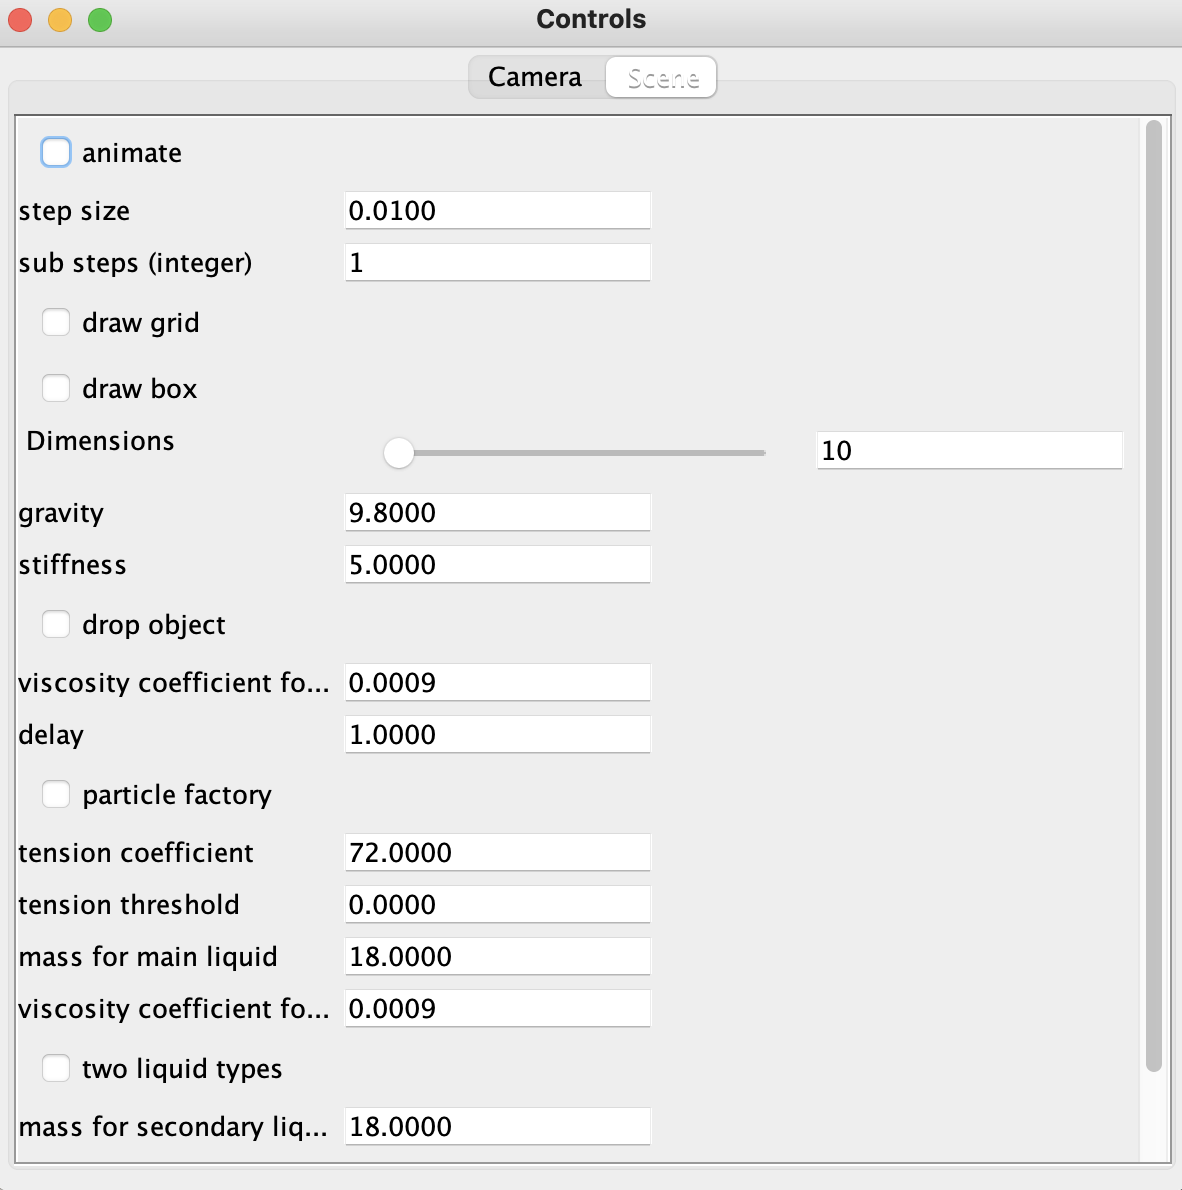 Controls
Camera Scene
animate
step size 0.0100
sub steps (integer) 1
draw grid
draw box
Dimensions 10
gravity 9.8000
stiffness 5.0000
drop object
viscosity coefficient fo... 0.0009
delay 1.0000
particle factory
tension coefficient 72.0000
tension threshold 0.0000
mass for main liquid 18.0000
viscosity coefficient fo... 0.0009
two liquid types
mass for secondary liq... 18.0000